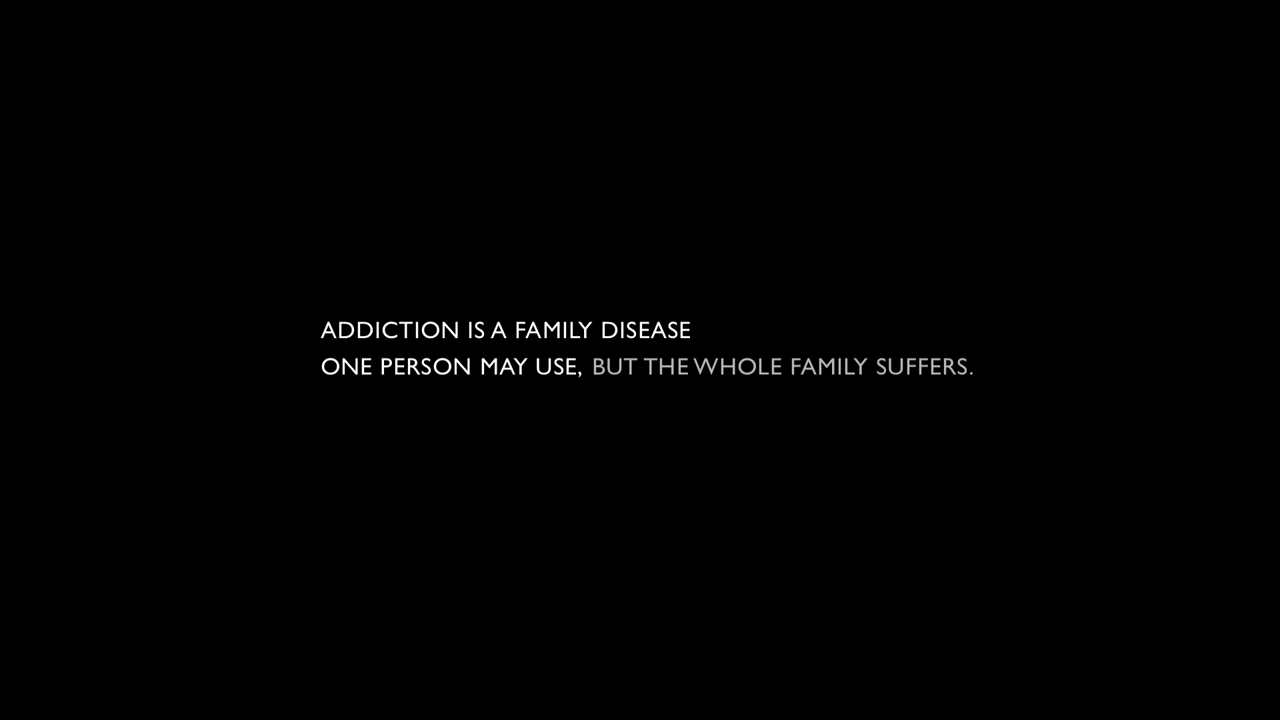 ADDICTION IS A FAMILY DISEASE
ONE PERSON MAY USE, BUT THE WHOLE FAMILY SUFFERS.